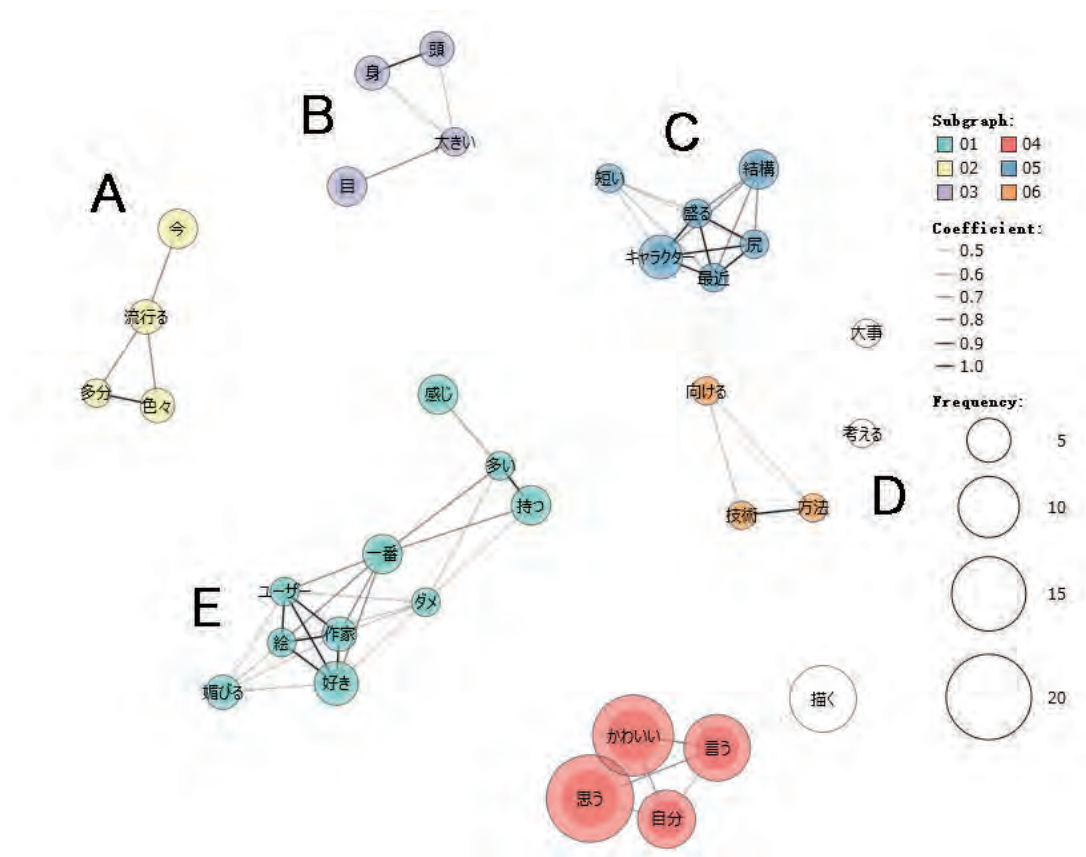 頭
身
B
大きい
目
C
結構
短い
盛る
尻
キャラクター
最近
Subgraph:
01 04
02 05
03 06
Coefficient:
0.5
0.6
0.7
0.8
0.9
1.0
Frequency:
5
10
15
20
A
今
流行る
多分
色々
大事
向ける
考える
技術
方法
D
感じ
多い
持つ
一番
ユーザー
ダメ
E
絵
作家
媚びる
好き
描く
かわいい
言う
思う
自分